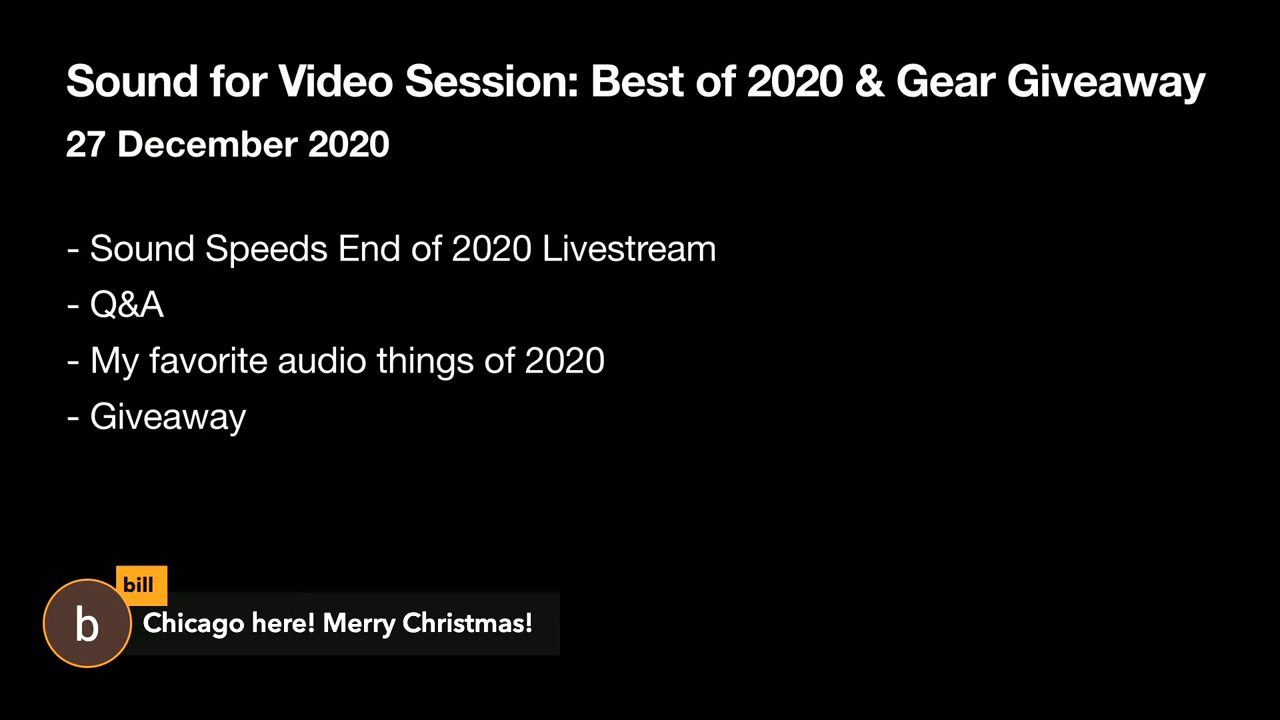 Sound for Video Session: Best of 2020 & Gear Giveaway
27 December 2020
- Sound Speeds End of 2020 Livestream
- Q&A
- My favorite audio things of 2020
- Giveaway
bill
b
Chicago here! Merry Christmas!